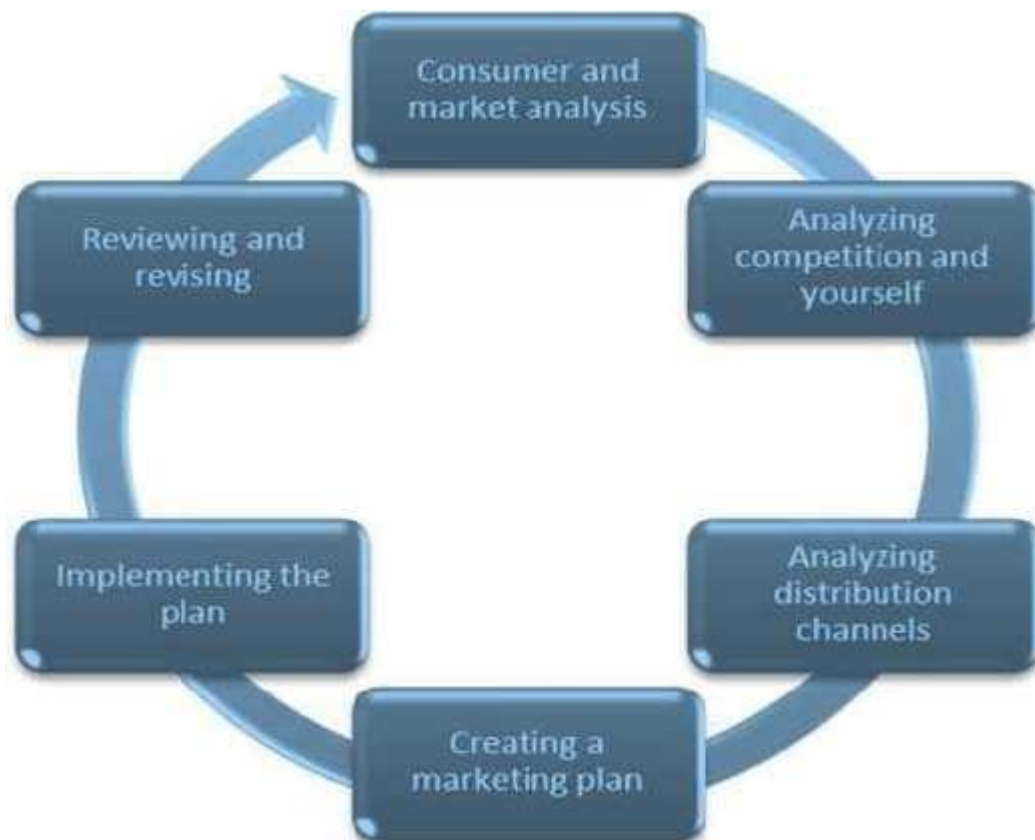 Consumer and
market analysis
Analyzing
competition and
yourself
Analyzing
distribution
channels
Creating a
marketing plan
Implementing the
plan
Reviewing and
revising